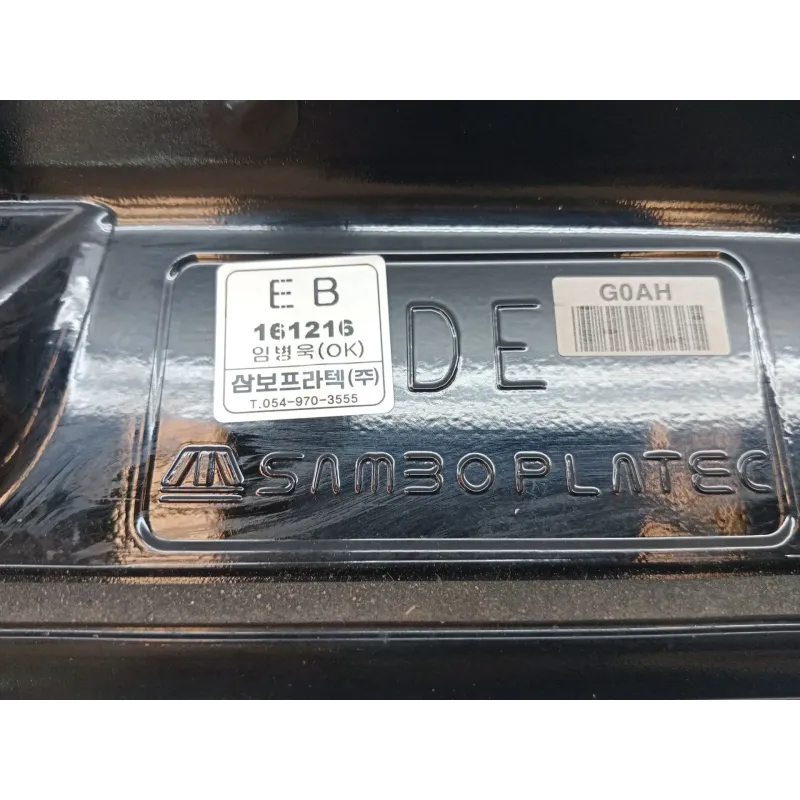 E B
161216
임병욱(OK)
삼보프라텍(주)
T.054-970-3555
DE
G0AH
SAMBOPLATEC